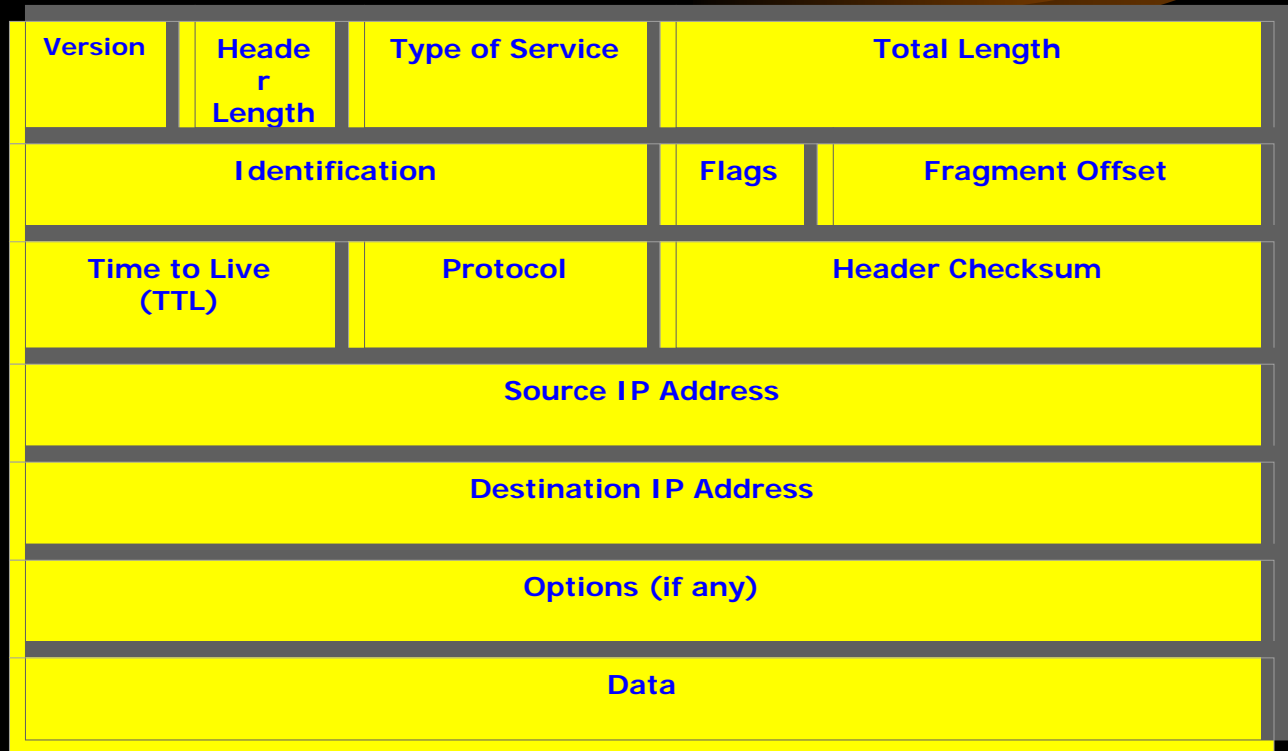 Version
Heade
r
Length
Type of Service
Total Length
Identification
Flags
Fragment Offset
Time to Live
(TTL)
Protocol
Header Checksum
Source IP Address
Destination IP Address
Options (if any)
Data